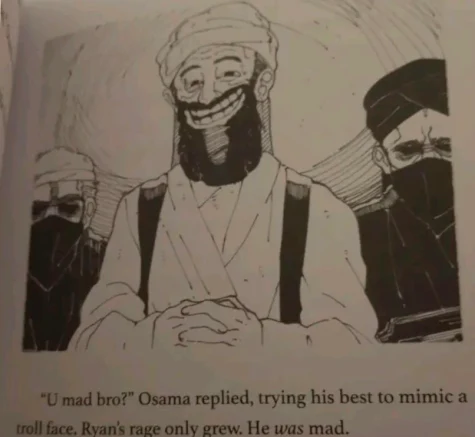 “U mad bro?” Osama replied, trying his best to mimic a
troll face. Ryan’s rage only grew. He was mad.